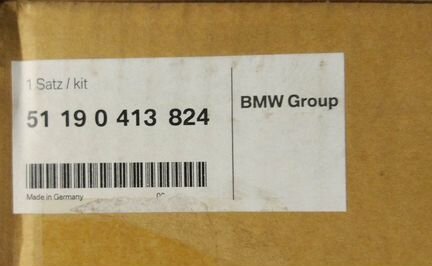 1 Satz / kit
51 19 0 413 824
BMW Group
Made in Germany